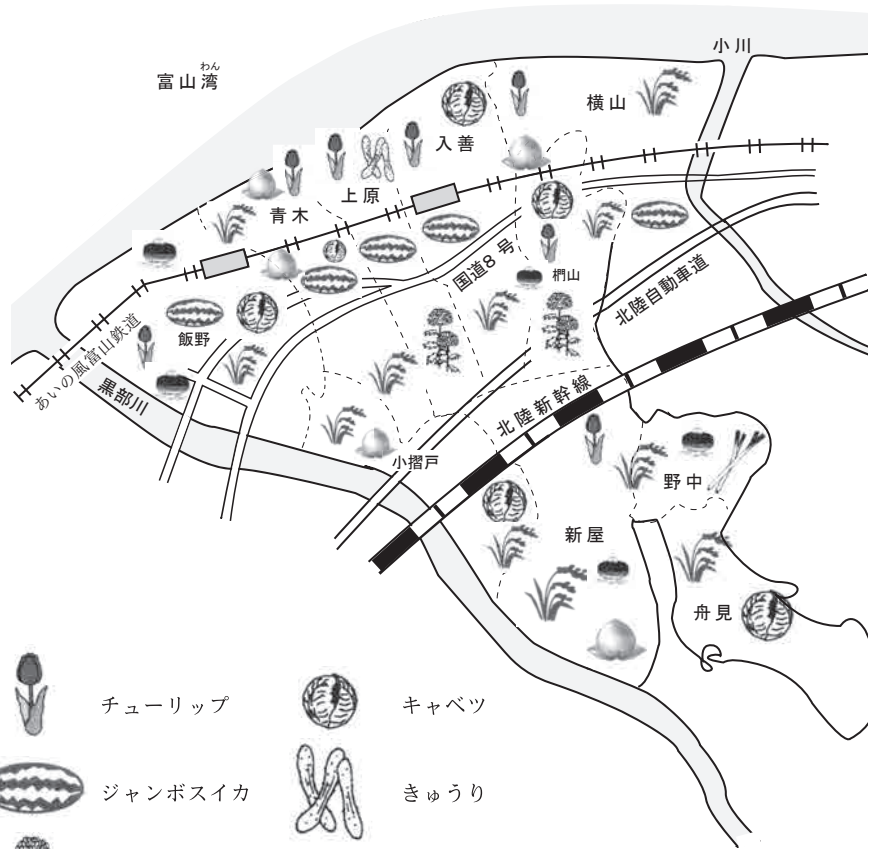 小川
わん
富山湾
横山
入善
上原
青木
国道8号
椚山
北陸自動車道
飯野
あいの風富山鉄道
黒部川
北陸新幹線
小摺戸
野中
新屋
舟見
チューリップ
キャベツ
ジャンボスイカ
きゅうり